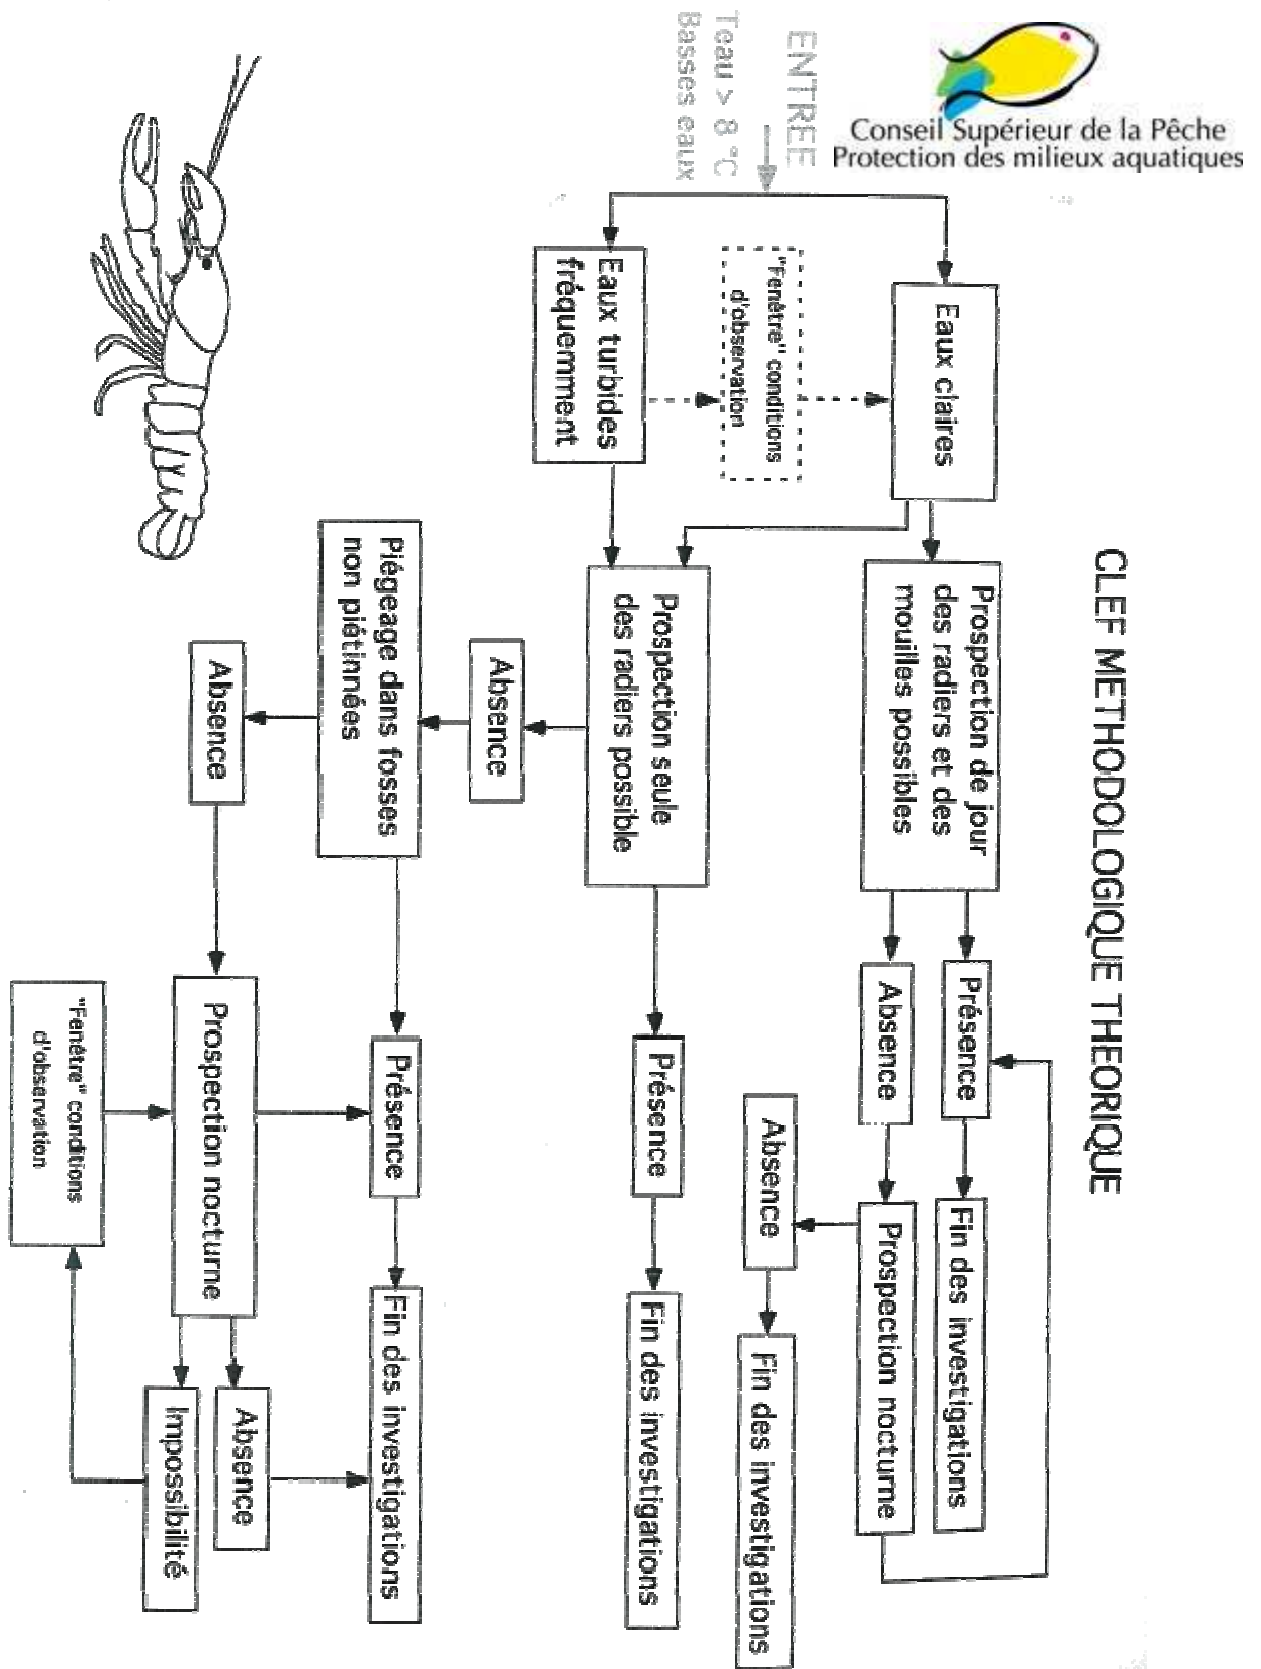 Conseil Supérieur de la Pêche
Protection des milieux aquatiques
CLEF METHODOLOGIQUE THEORIQUE
ENTREE
Teau > 8 °C
Basses eaux
Eaux claires
"Fenêtre" conditions
d'observation
Eaux turbides
fréquemment
Prospection de jour
des radiers et des
mouilles possibles
Présence
Fin des investigations
Absence
Prospection nocturne
Absence
Fin des investigations
Prospection seule
des radiers possible
Présence
Fin des investigations
Absence
Piégeage dans fosses
non piétinnées
Présence
Fin des investigations
Absence
Prospection nocturne
Absence
Impossibilité
"Fenêtre" conditions
d'observation